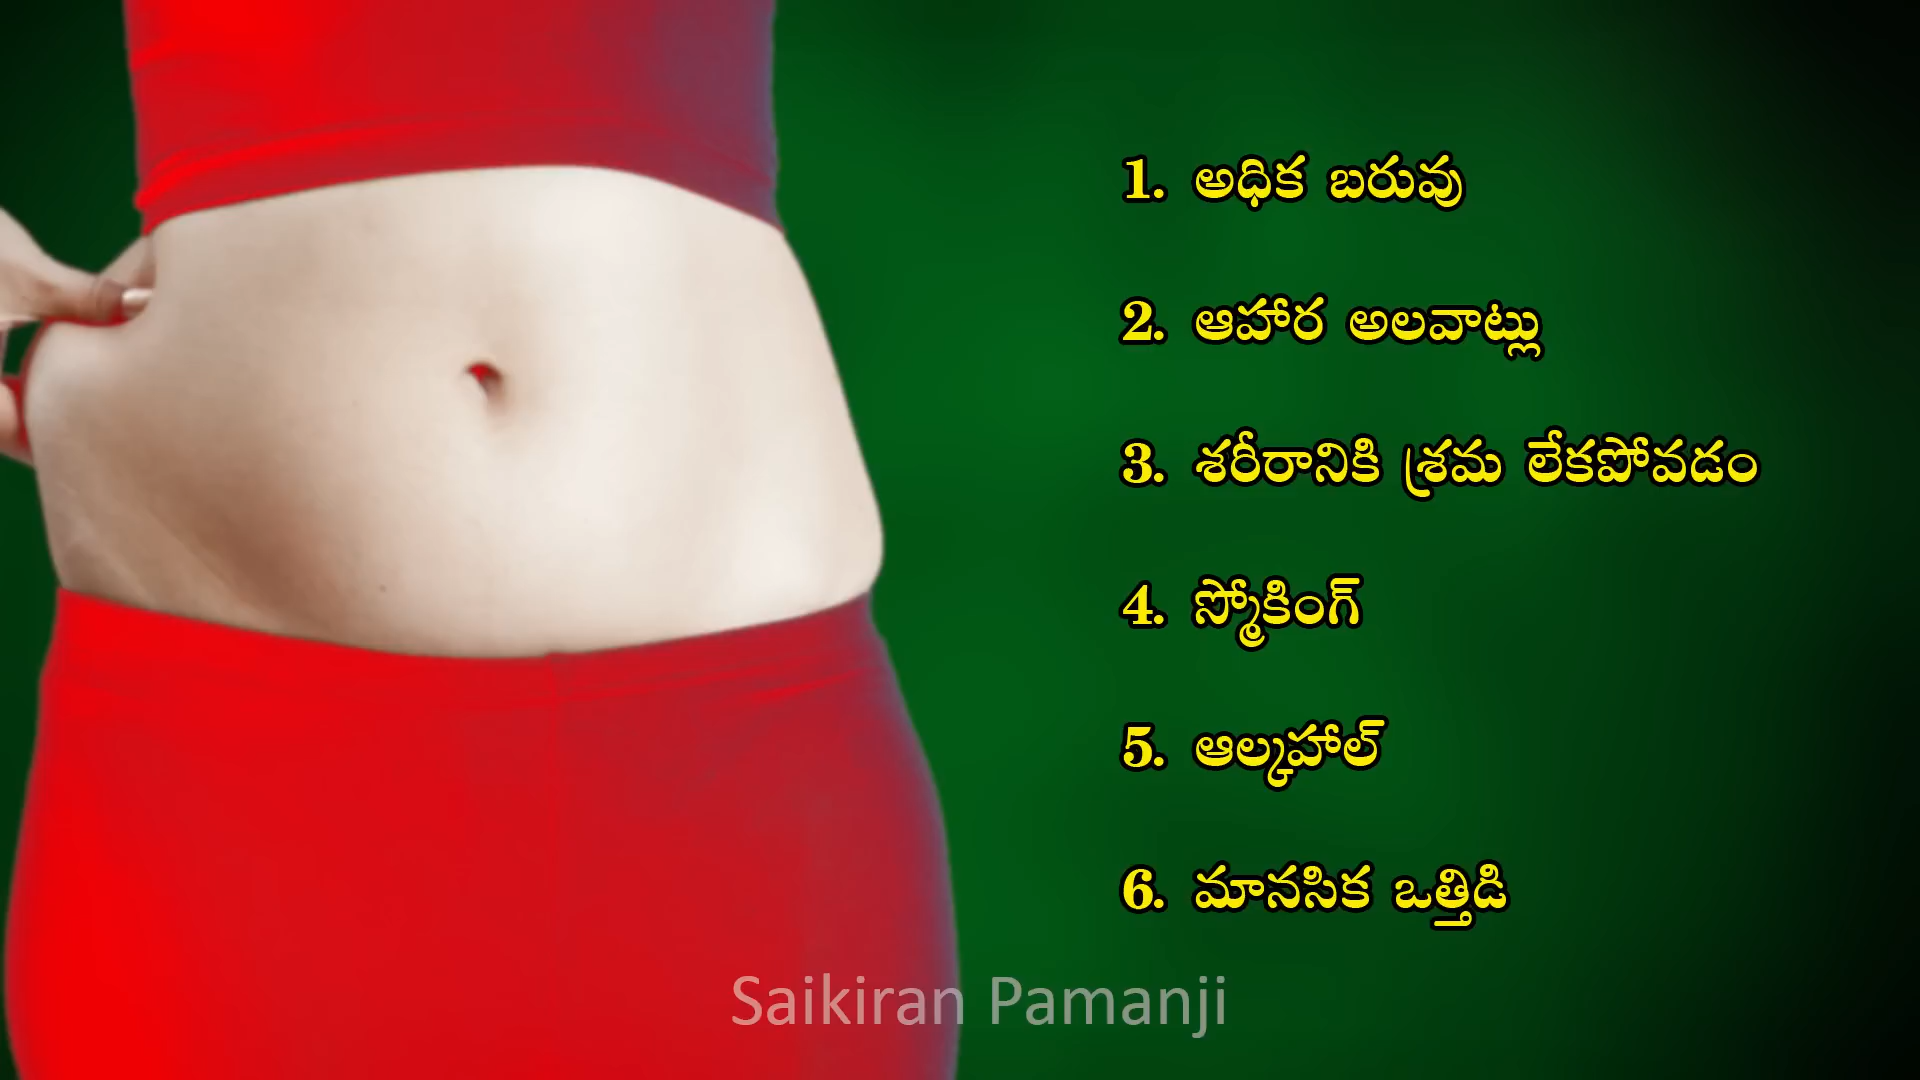 1. అధిక బరువు
2. ఆహార అలవాట్లు
3. శరీరానికి శ్రమ లేకపోవడం
4. స్మోకింగ్
5. ఆల్కహాల్
6. మానసిక ఒత్తిడి
Saikiran Pamanji